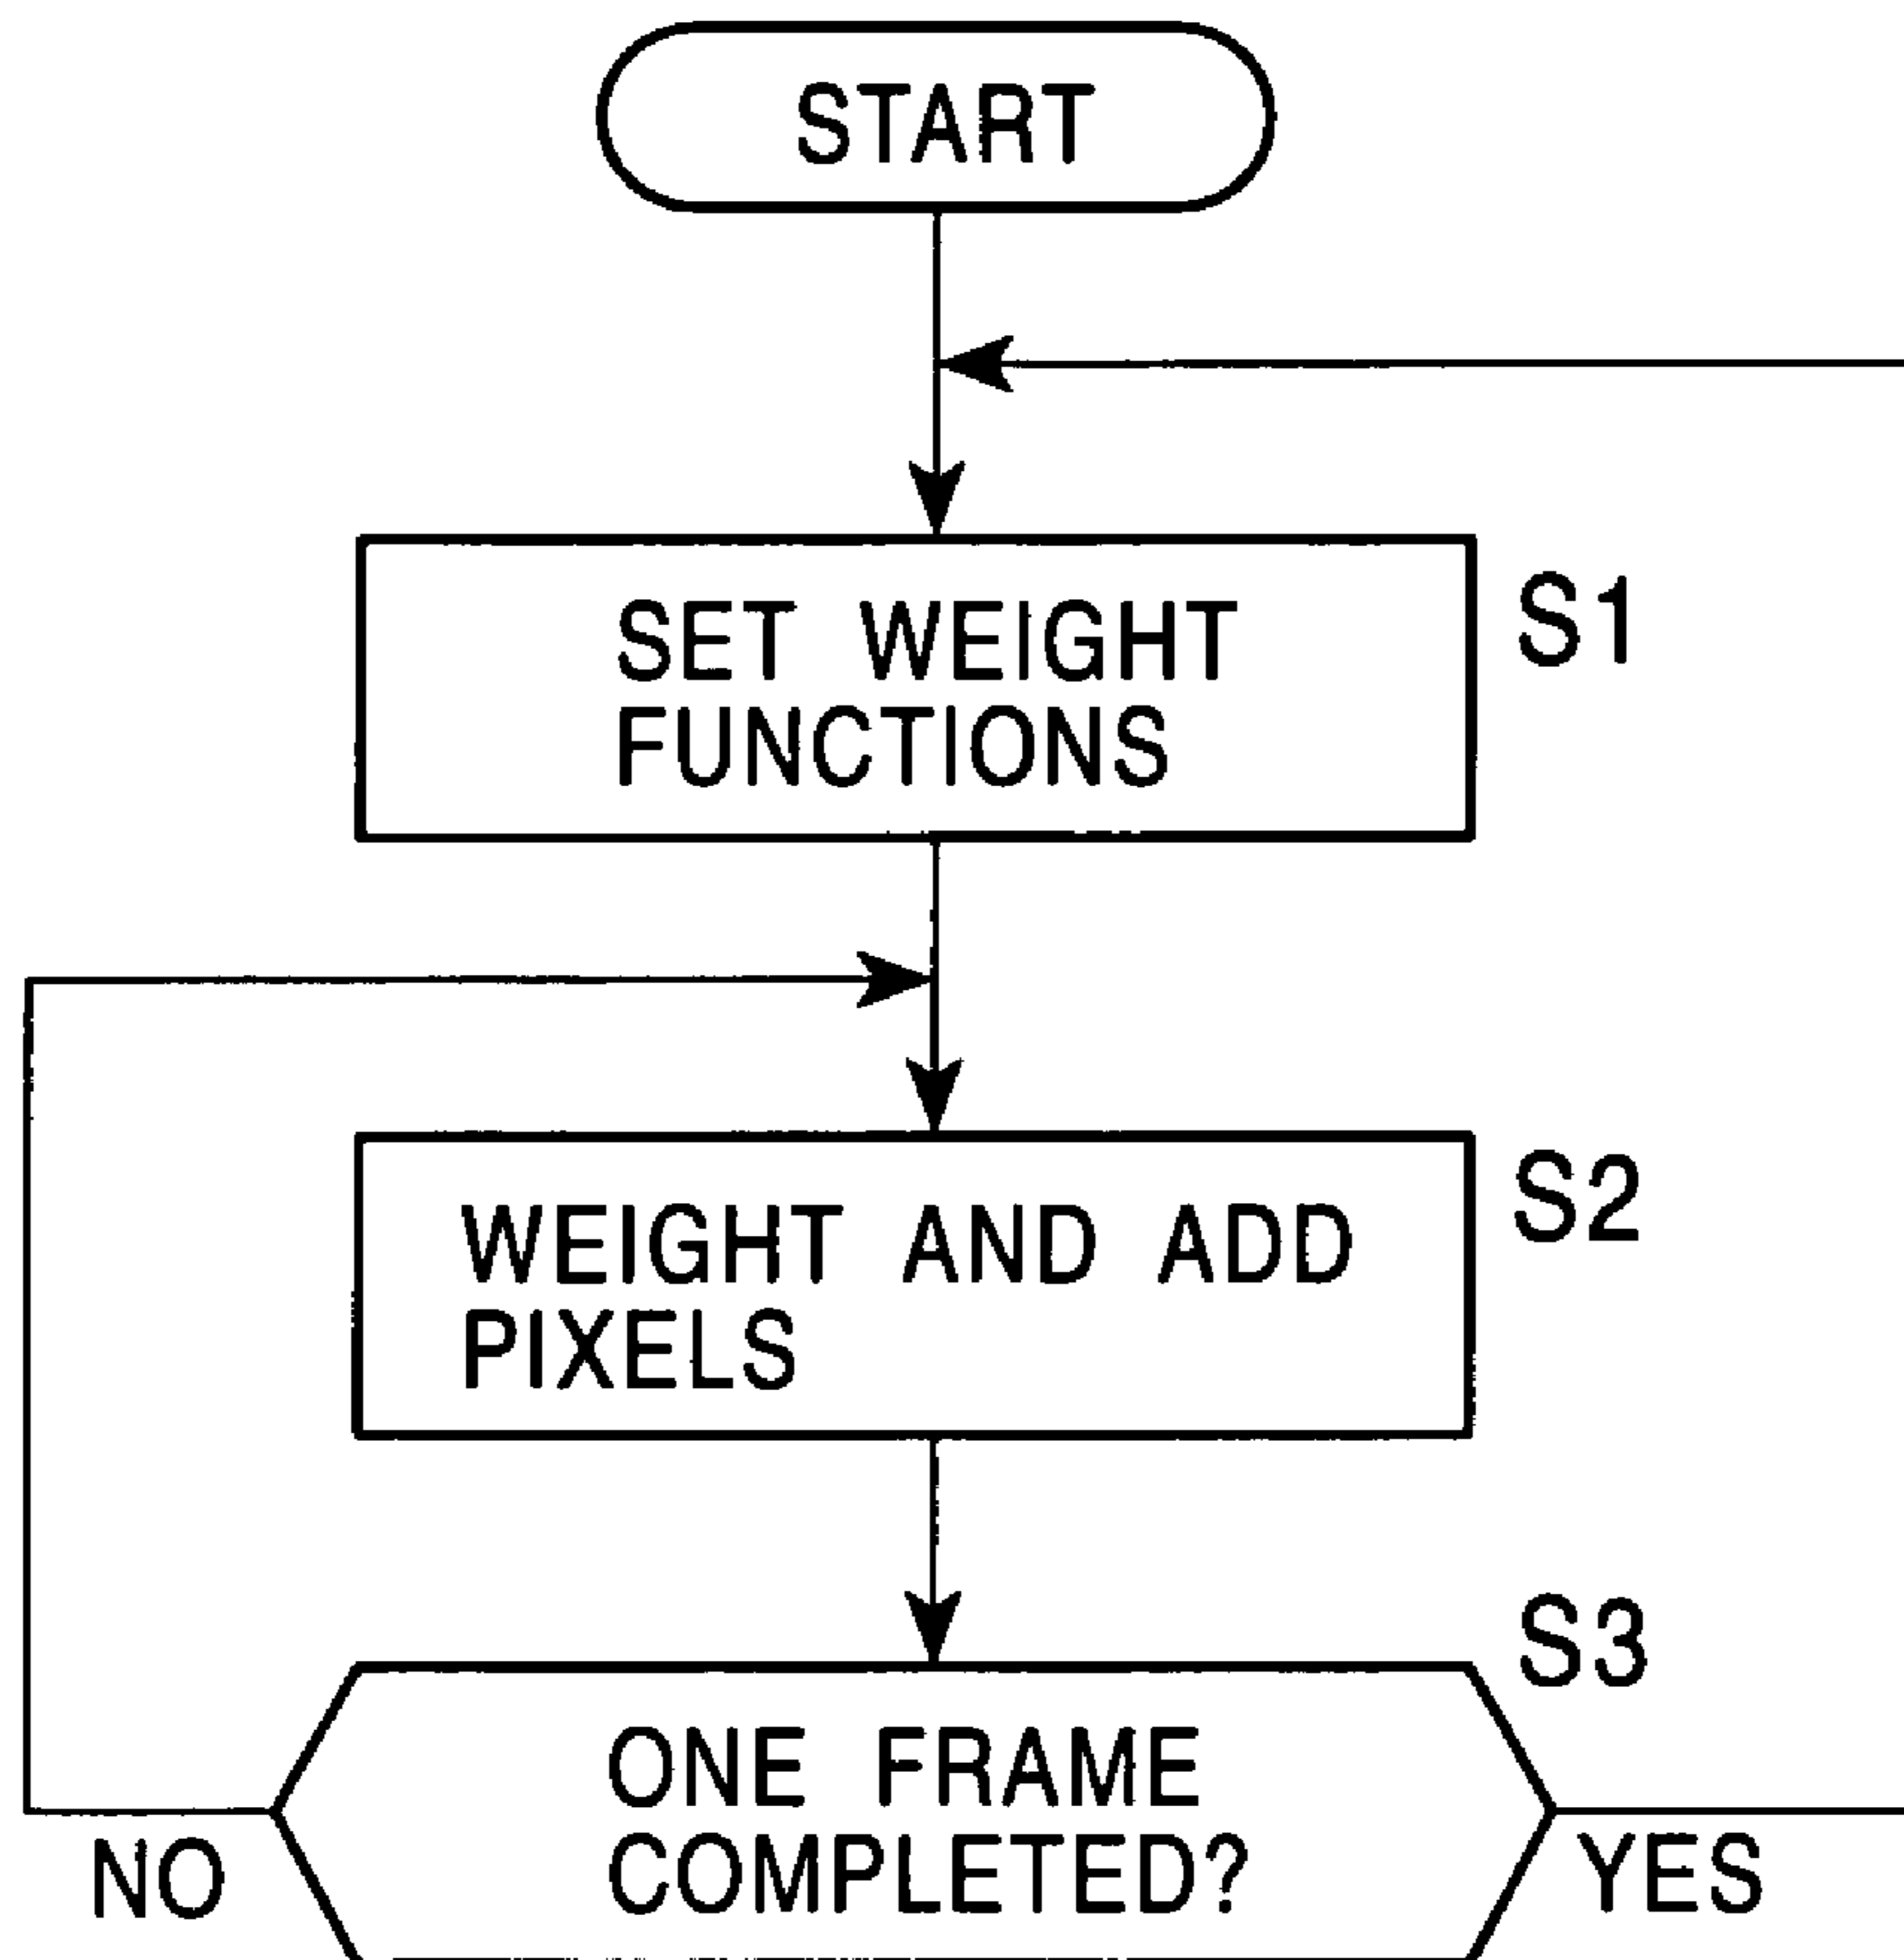 START
SET WEIGHT
FUNCTIONS
S1
WEIGHT AND ADD
PIXELS
S2
S3
ONE FRAME
COMPLETED?
NO
YES